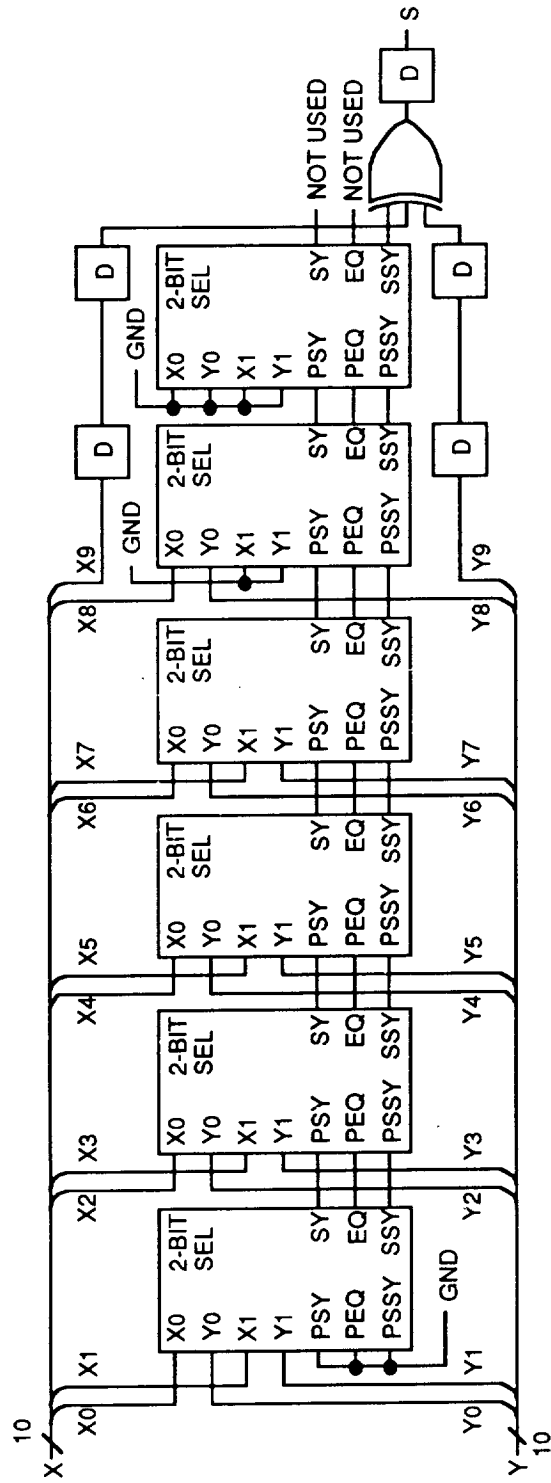 X
10
X0
X1
X2
X3
X4
X5
X6
X7
X8
X9
D
D
GND
GND
2-BIT
SEL
X0
Y0
X1
Y1
PSY
SY
PEQ
EQ
PSSY
SSY
GND
2-BIT
SEL
X0
Y0
X1
Y1
PSY
SY
PEQ
EQ
PSSY
SSY
2-BIT
SEL
X0
Y0
X1
Y1
PSY
SY
PEQ
EQ
PSSY
SSY
2-BIT
SEL
X0
Y0
X1
Y1
PSY
SY
PEQ
EQ
PSSY
SSY
2-BIT
SEL
X0
Y0
X1
Y1
PSY
SY
PEQ
EQ
PSSY
SSY
2-BIT
SEL
X0
Y0
X1
Y1
PSY
SY
PEQ
EQ
PSSY
SSY
NOT USED
NOT USED
D
S
Y0
Y1
Y2
Y3
Y4
Y5
Y6
Y7
Y8
Y9
D
D
Y
10